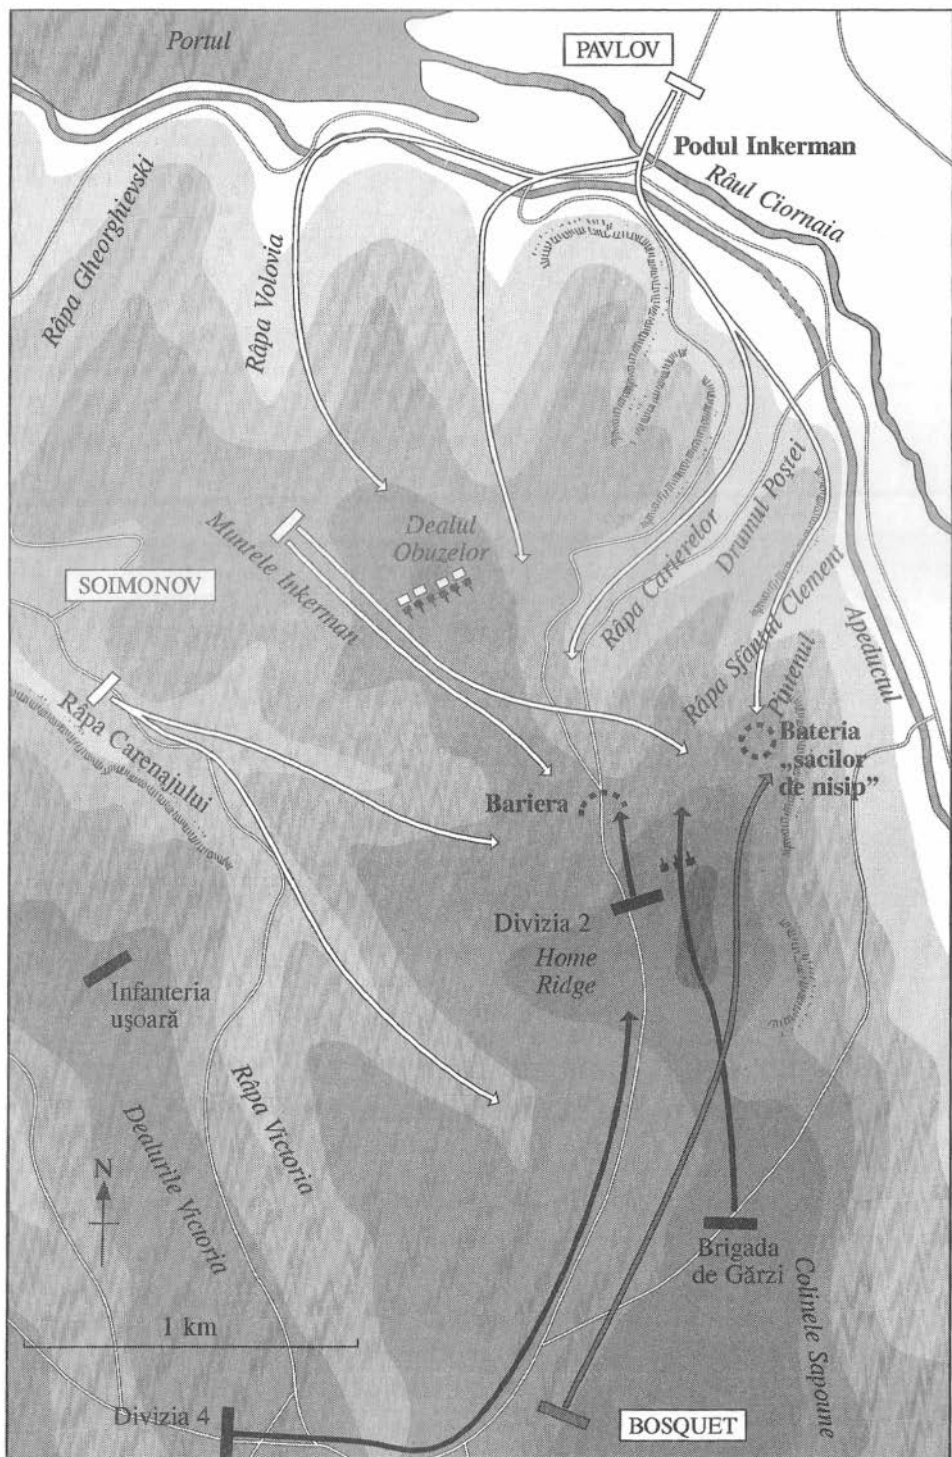 Portul
PAVLOV
Podul Inkerman
Râul Ciornaia
Râpa Gheorghievski
Râpa Volovia
Dealul
Obuzelor
Muntele Inkerman
SOIMONOV
Râpa Carierelor
Drumul Poştei
Râpa Sfântul Clement
Pintenul
Apeductul
Râpa Carenajului
Bateria
„sacilor
de nisip”
Bariera
Divizia 2
Home
Ridge
Infanteria
uşoară
Râpa Victoria
Dealurile Victoria
N
Brigada
de Gărzi
Colinele Sapoune
1 km
Divizia 4
BOSQUET